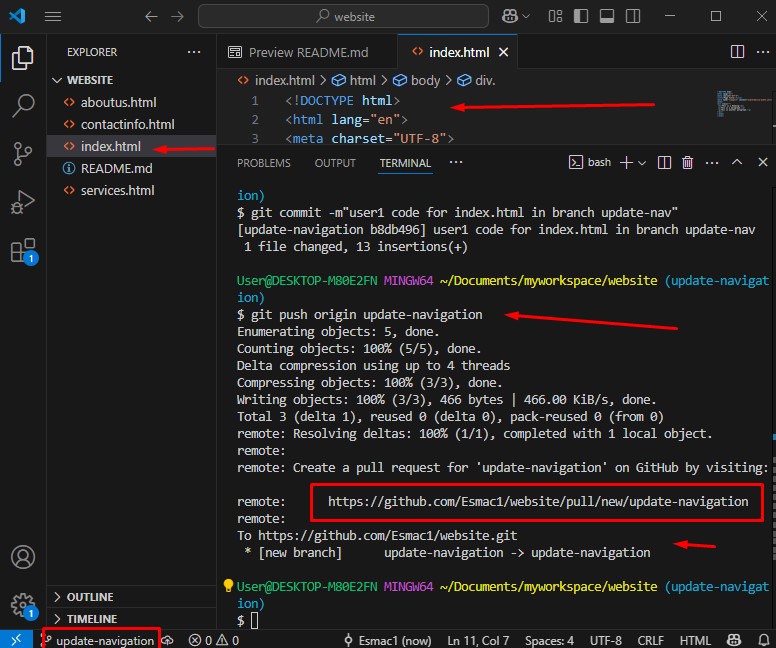 website
EXPLORER
Preview README.md
index.html
WEBSITE
aboutus.html
contactinfo.html
index.html
README.md
services.html
index.html > html > body > div.
1 <!DOCTYPE html>
2 <html lang="en">
3 <meta charset="UTF-8">
PROBLEMS OUTPUT TERMINAL
bash
ion)
$ git commit -m"user1 code for index.html in branch update-nav"
[update-navigation b8db496] user1 code for index.html in branch update-nav
1 file changed, 13 insertions(+)
User@DESKTOP-M80E2FN MINGW64 ~/Documents/myworkspace/website (update-navigat
ion)
$ git push origin update-navigation
Enumerating objects: 5, done.
Counting objects: 100% (5/5), done.
Delta compression using up to 4 threads
Compressing objects: 100% (3/3), done.
Writing objects: 100% (3/3), 466 bytes | 466.00 KiB/s, done.
Total 3 (delta 1), reused 0 (delta 0), pack-reused 0 (from 0)
remote: Resolving deltas: 100% (1/1), completed with 1 local object.
remote:
remote: Create a pull request for 'update-navigation' on GitHub by visiting:
remote: https://github.com/Esmac1/website/pull/new/update-navigation
remote:
To https://github.com/Esmac1/website.git
* [new branch] update-navigation -> update-navigation
User@DESKTOP-M80E2FN MINGW64 ~/Documents/myworkspace/website (update-navigat
ion)
$
1
1
OUTLINE
TIMELINE
update-navigation 0 0 Esmac1 (now) Ln 11, Col 7 Spaces: 4 UTF-8 CRLF HTML